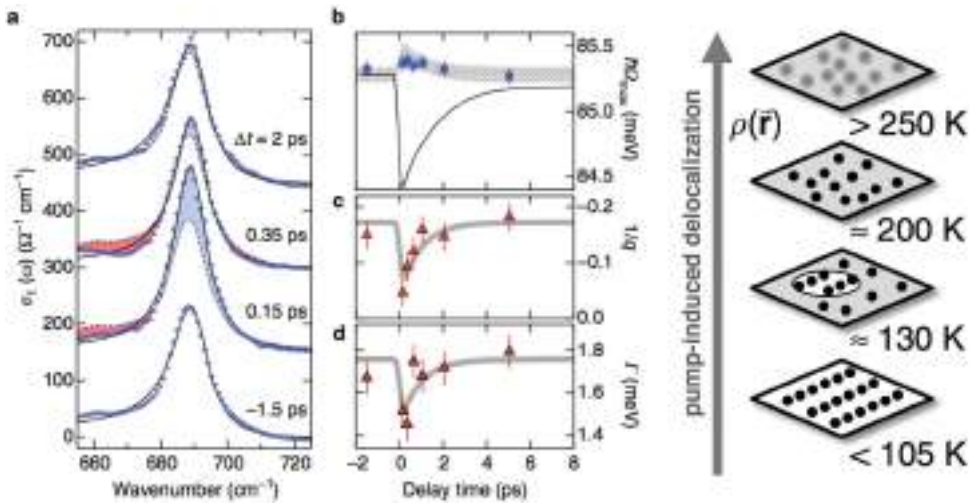 a
700
600
500
400
300
200
100
0
σ₁ (ω) (Ω⁻¹ cm⁻¹)
Δt = 2 ps
0.35 ps
0.15 ps
−1.5 ps
660
680
700
720
Wavenumber (cm⁻¹)
b
85.5
85.0
84.5
(meV)
c
−0.2
−0.1
0.0
1/q
d
1.8
1.6
1.4
Γ (meV)
−2
0
2
4
6
8
Delay time (ps)
pump-induced delocalization
ρ(r⃗)
> 250 K
≈ 200 K
≈ 130 K
< 105 K